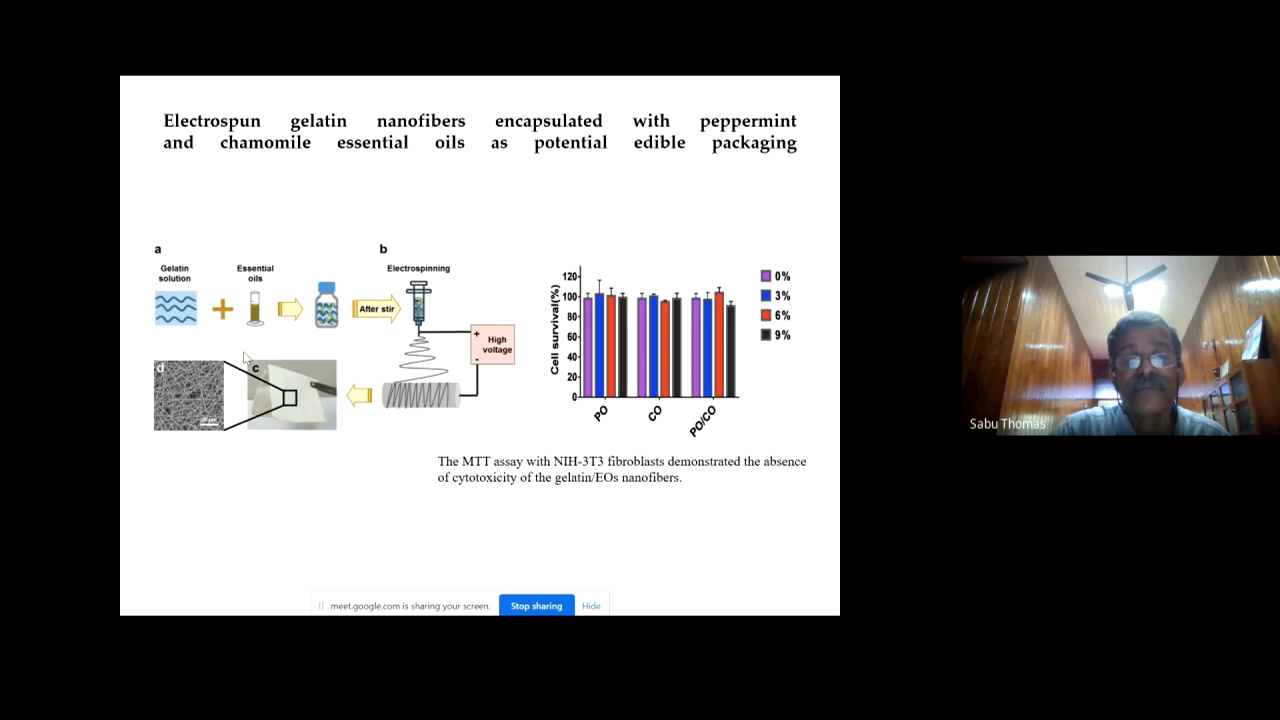 Electrospun gelatin nanofibers encapsulated with peppermint
and chamomile essential oils as potential edible packaging
a
b
Gelatin
solution
Essential
oils
Electrospinning
After stir
+
High
voltage
-
d
c
Cell survival(%)
120
100
80
60
40
20
0
PO
CO
PO/CO
0%
3%
6%
9%
The MTT assay with NIH-3T3 fibroblasts demonstrated the absence
of cytotoxicity of the gelatin/EOs nanofibers.
meet.google.com is sharing your screen.
Stop sharing
Hide
Sabu Thomas